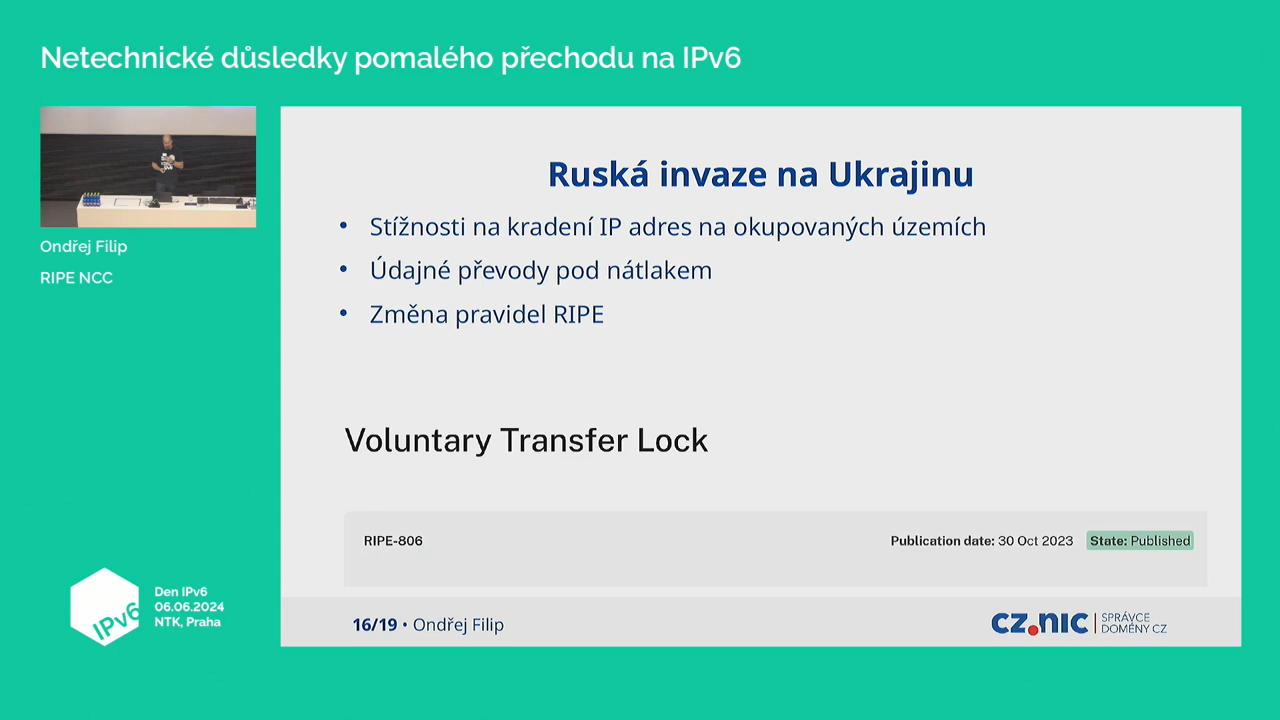 Netechnické důsledky pomalého přechodu na IPv6
Ondřej Filip
RIPE NCC
Ruská invaze na Ukrajinu
• Stížnosti na kradení IP adres na okupovaných územích
• Údajné převody pod nátlakem
• Změna pravidel RIPE
Voluntary Transfer Lock
RIPE-806
Publication date: 30 Oct 2023 State: Published
16/19 • Ondřej Filip
cz.nic
SPRÁVCE
DOMÉNY CZ
IPv6
Den IPv6
06.06.2024
NTK, Praha